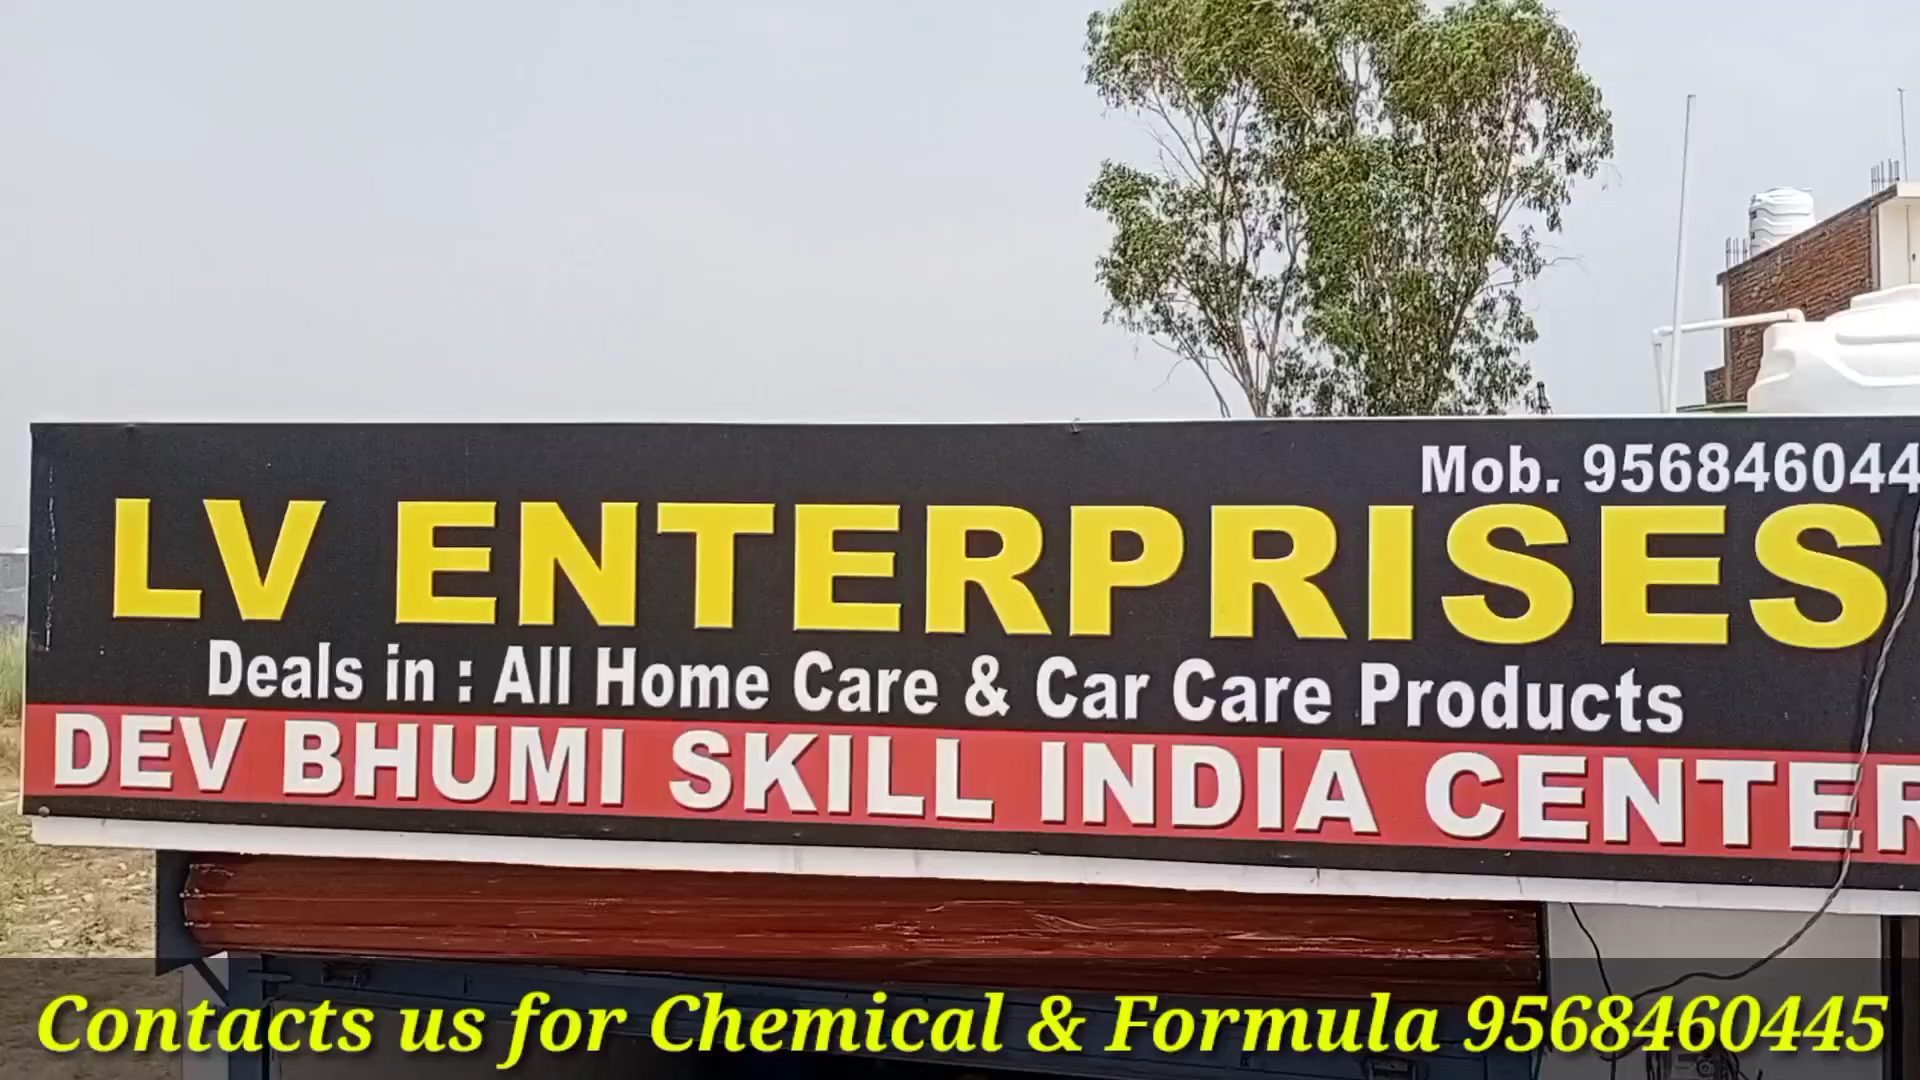 Mob. 956846044
LV ENTERPRISES
Deals in : All Home Care & Car Care Products
DEV BHUMI SKILL INDIA CENTER
Contacts us for Chemical & Formula 9568460445